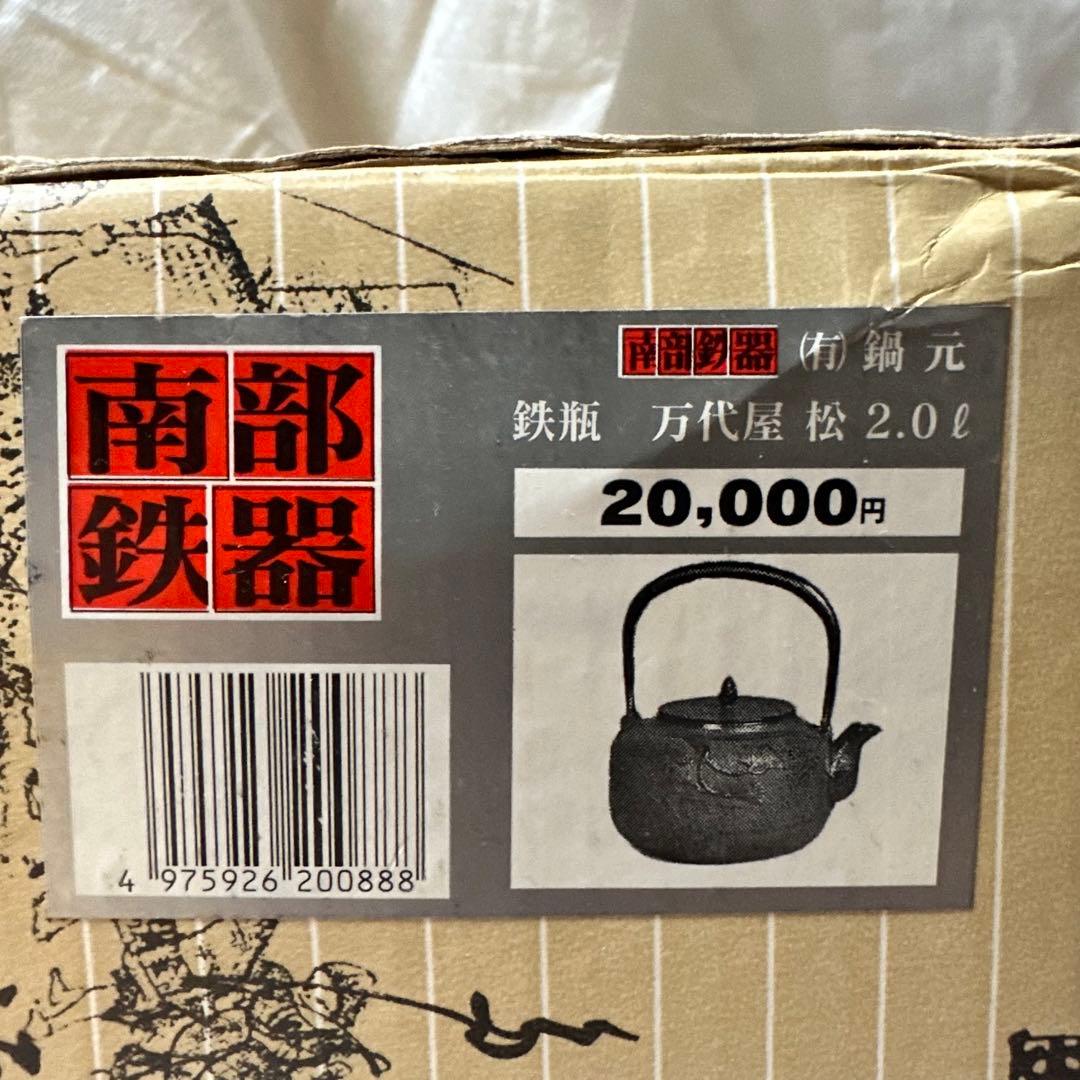 南部
鉄器
南部鉄器 ㈲ 鍋元
鉄瓶 万代屋 松 2.0ℓ
20,000円
4 975926 200888